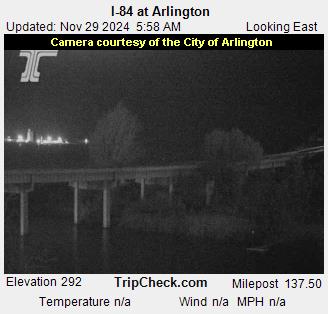 I-84 at Arlington
Updated: Nov 29 2024 5:58 AM Looking East
Camera courtesy of the City of Arlington
Elevation 292 TripCheck.com Milepost 137.50
Temperature n/a Wind n/a MPH n/a